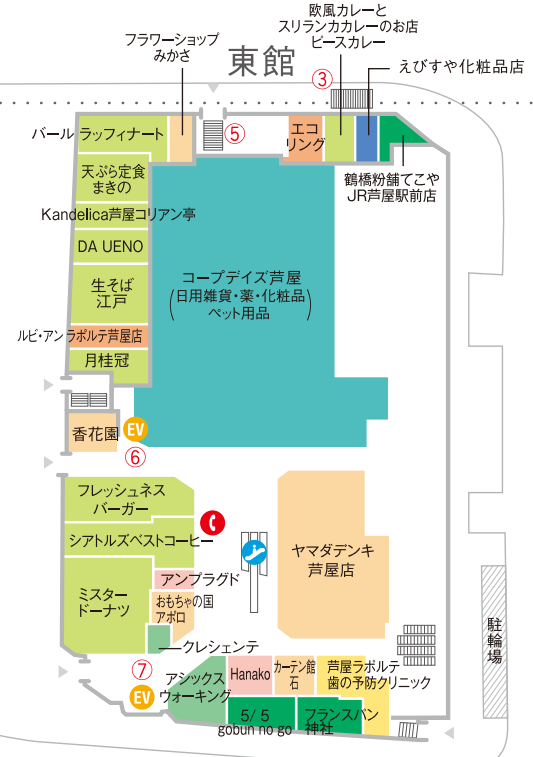 欧風カレーと
スリランカカレーのお店
ピースカレー
フラワーショップ
みかさ
東館
③
えびすや化粧品店
バール ラッフィナート
⑤
エコ
リング
天ぷら定食
まきの
鶴橋粉舗てこや
JR芦屋駅前店
Kandelica芦屋コリアン亭
DA UENO
生そば
江戸
コープデイズ芦屋
(日用雑貨・薬・化粧品)
ペット用品
ルビ・アン ラポルテ芦屋店
月桂冠
香花園
EV
⑥
フレッシュネス
バーガー
シアトルズベストコーヒー
アンプラグド
ミスター
ドーナツ
おもちゃの国
アポロ
クレシェンテ
ヤマダデンキ
芦屋店
駐輪場
⑦
EV
アシックス
ウォーキング
Hanako
カーテン館
石
芦屋ラポルテ
歯の予防クリニック
5/5
gobun no go
フランスパン
神社